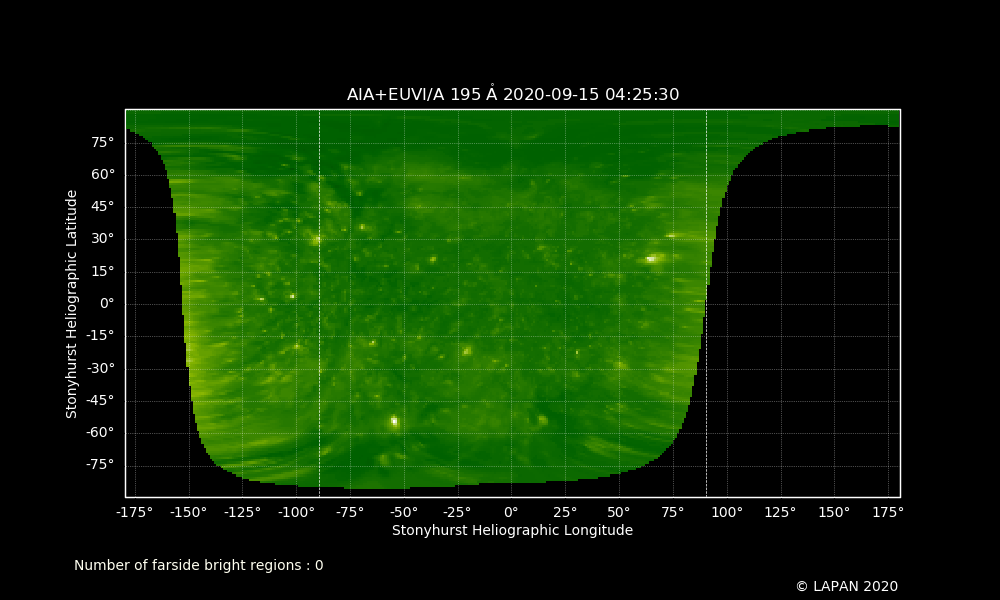 AIA+EUVI/A 195 Å 2020-09-15 04:25:30
Stonyhurst Heliographic Latitude
75°
60°
45°
30°
15°
0°
-15°
-30°
-45°
-60°
-75°
-175° -150° -125° -100° -75° -50° -25° 0° 25° 50° 75° 100° 125° 150° 175°
Stonyhurst Heliographic Longitude
Number of farside bright regions : 0
© LAPAN 2020